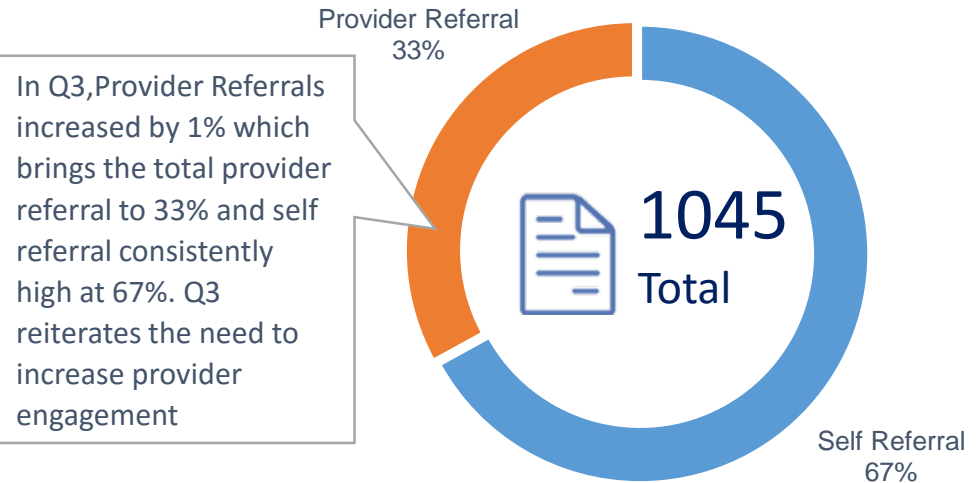 Provider Referral
33%
In Q3,Provider Referrals
increased by 1% which
brings the total provider
referral to 33% and self
referral consistently
high at 67%. Q3
reiterates the need to
increase provider
engagement
1045
Total
Self Referral
67%